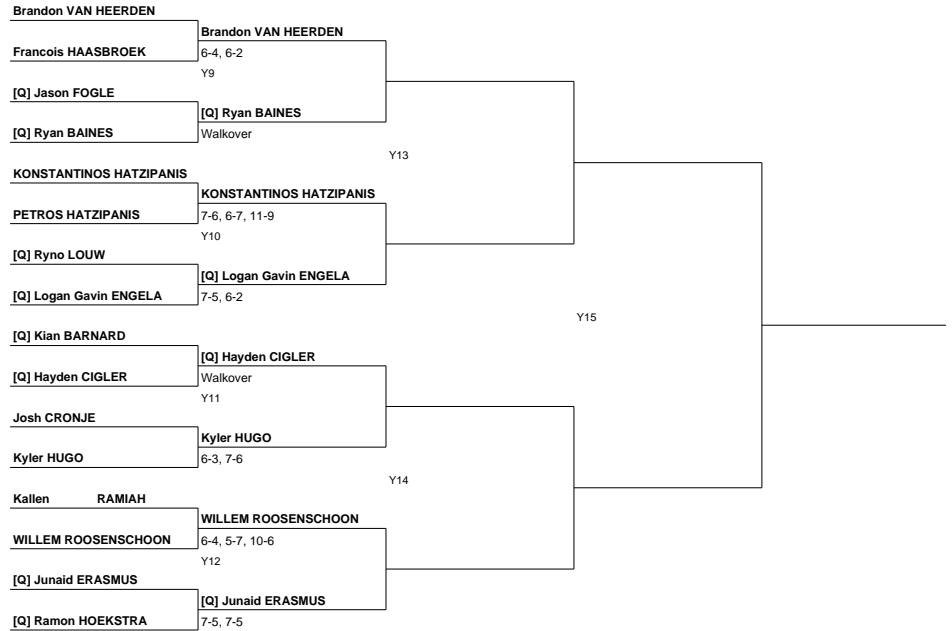 Brandon VAN HEERDEN
Brandon VAN HEERDEN
Francois HAASBROEK
6-4, 6-2
Y9
[Q] Jason FOGLE
[Q] Ryan BAINES
[Q] Ryan BAINES
Walkover
Y13
KONSTANTINOS HATZIPANIS
KONSTANTINOS HATZIPANIS
PETROS HATZIPANIS
7-6, 6-7, 11-9
Y10
[Q] Ryno LOUW
[Q] Logan Gavin ENGELA
[Q] Logan Gavin ENGELA
7-5, 6-2
Y15
[Q] Kian BARNARD
[Q] Hayden CIGLER
[Q] Hayden CIGLER
Walkover
Y11
Josh CRONJE
Kyler HUGO
Kyler HUGO
6-3, 7-6
Y14
Kallen RAMIAH
WILLEM ROOSENSCHOON
WILLEM ROOSENSCHOON
6-4, 5-7, 10-6
Y12
[Q] Junaid ERASMUS
[Q] Junaid ERASMUS
[Q] Ramon HOEKSTRA
7-5, 7-5